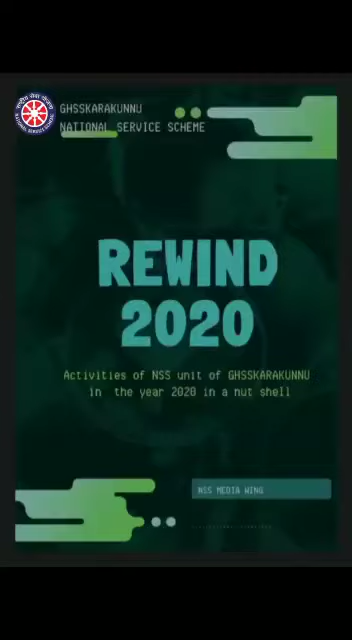 GHSSKARAKUNNU
NATIONAL SERVICE SCHEME
REWIND
2020
Activities of NSS unit of GHSSKARAKUNNU
in the year 2020 in a nut shell
NSS MEDIA WING